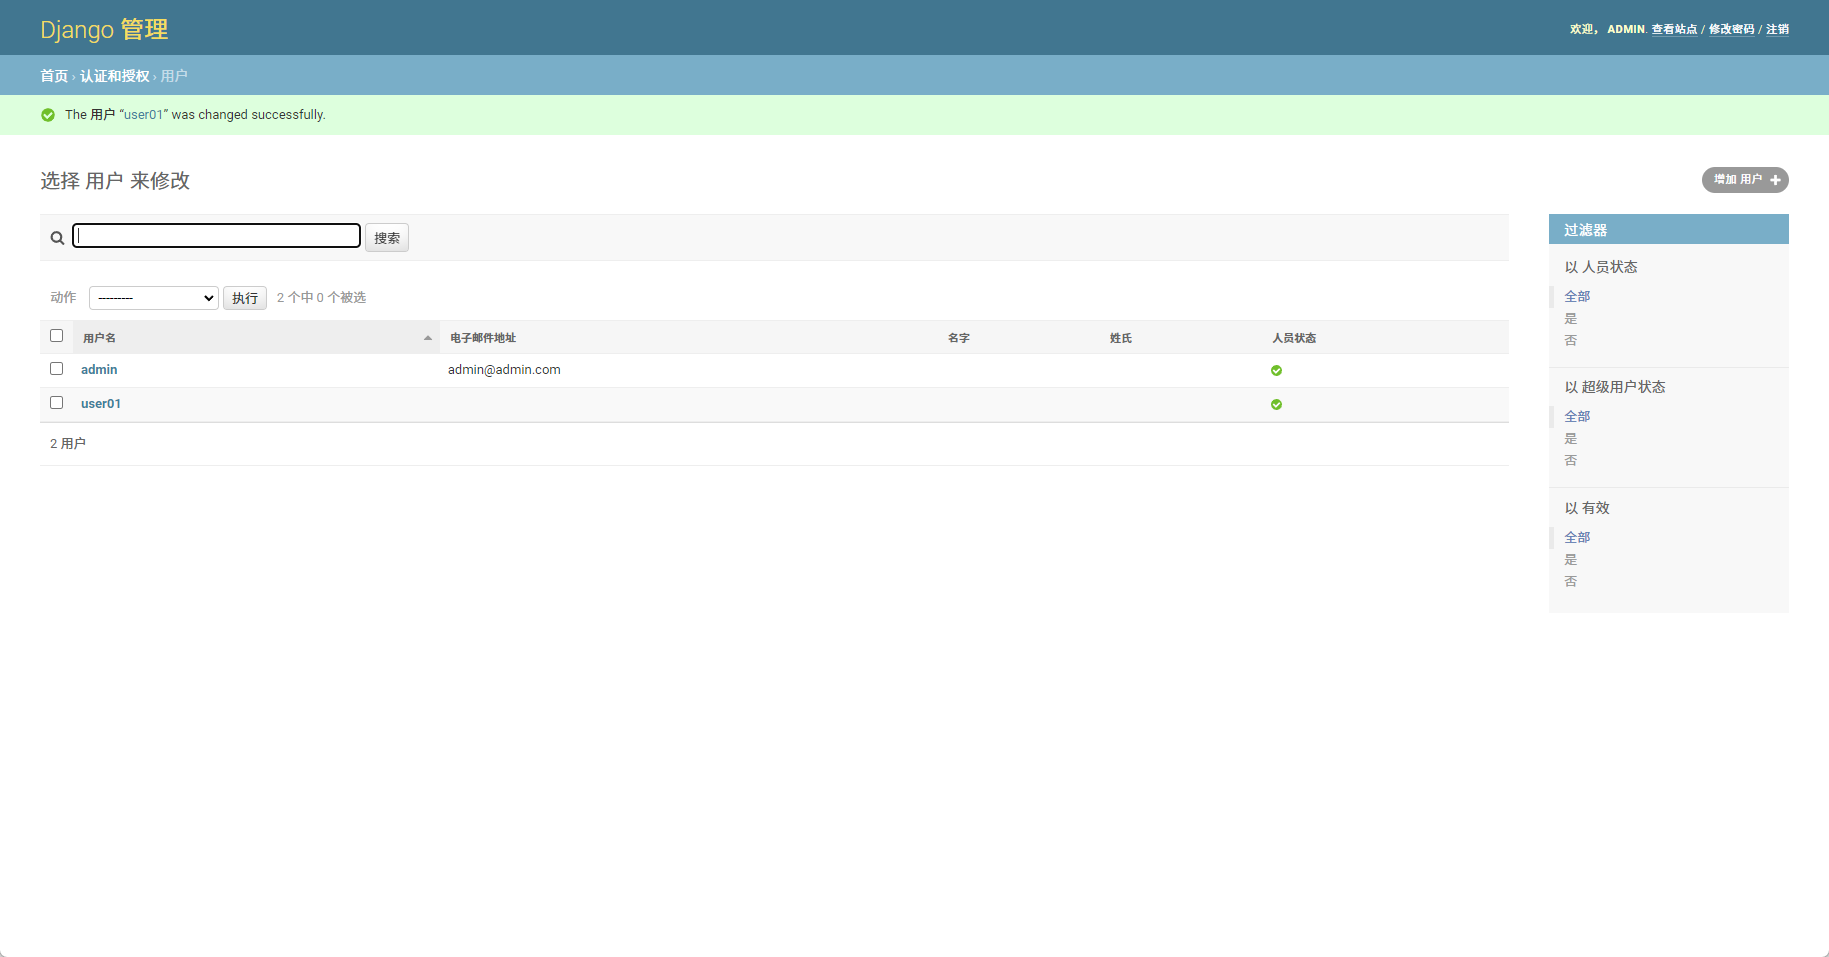 Django 管理
欢迎， ADMIN. 查看站点 / 修改密码 / 注销
首页 › 认证和授权 › 用户
The 用户 “user01” was changed successfully.
选择 用户 来修改
增加 用户
搜索
动作 --------- 执行 2 个中 0 个被选
用户名 电子邮件地址 名字 姓氏 人员状态
admin admin@admin.com
user01
2 用户
过滤器
以 人员状态
全部
是
否
以 超级用户状态
全部
是
否
以 有效
全部
是
否